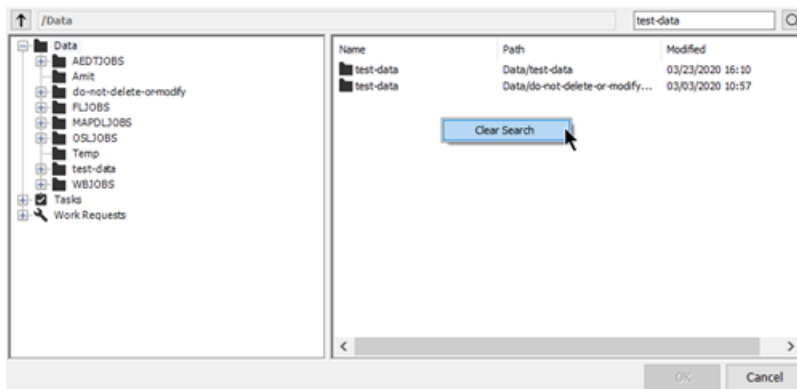 /Data test-data
Data
AEDTJOBS
Amit
do-not-delete-ormodify
FLJOBS
MAPDLJOBS
OSLJOBS
Temp
test-data
WBJOBS
Tasks
Work Requests
Name Path Modified
test-data Data/test-data 03/23/2020 16:10
test-data Data/do-not-delete-or-modify... 03/03/2020 10:57
Clear Search
OK Cancel